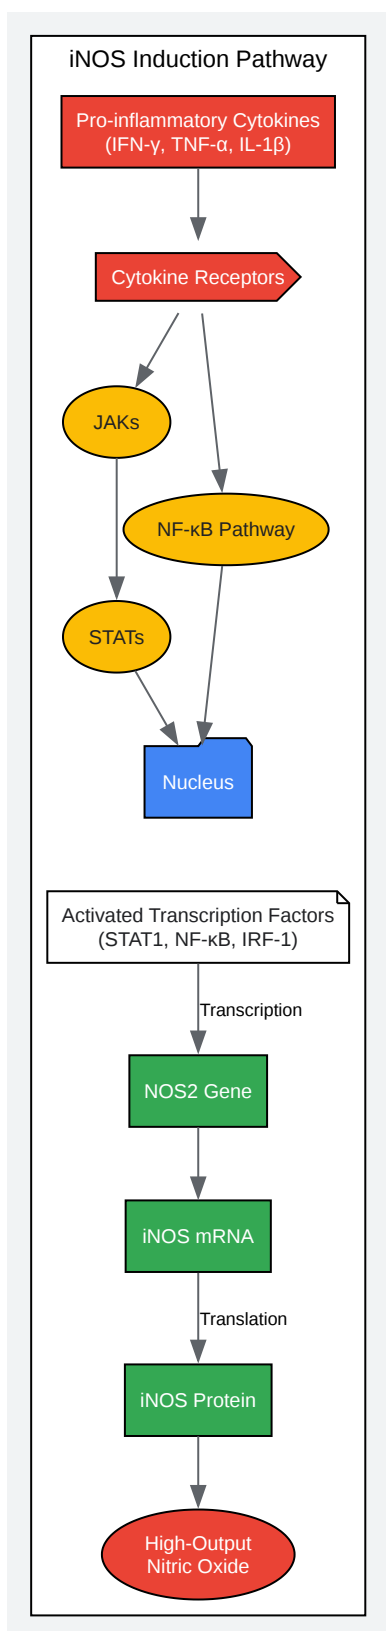 iNOS Induction Pathway
Pro-inflammatory Cytokines
(IFN-γ, TNF-α, IL-1β)
Cytokine Receptors
JAKs
NF-κB Pathway
STATs
Nucleus
Activated Transcription Factors
(STAT1, NF-κB, IRF-1)
Transcription
NOS2 Gene
iNOS mRNA
Translation
iNOS Protein
High-Output
Nitric Oxide